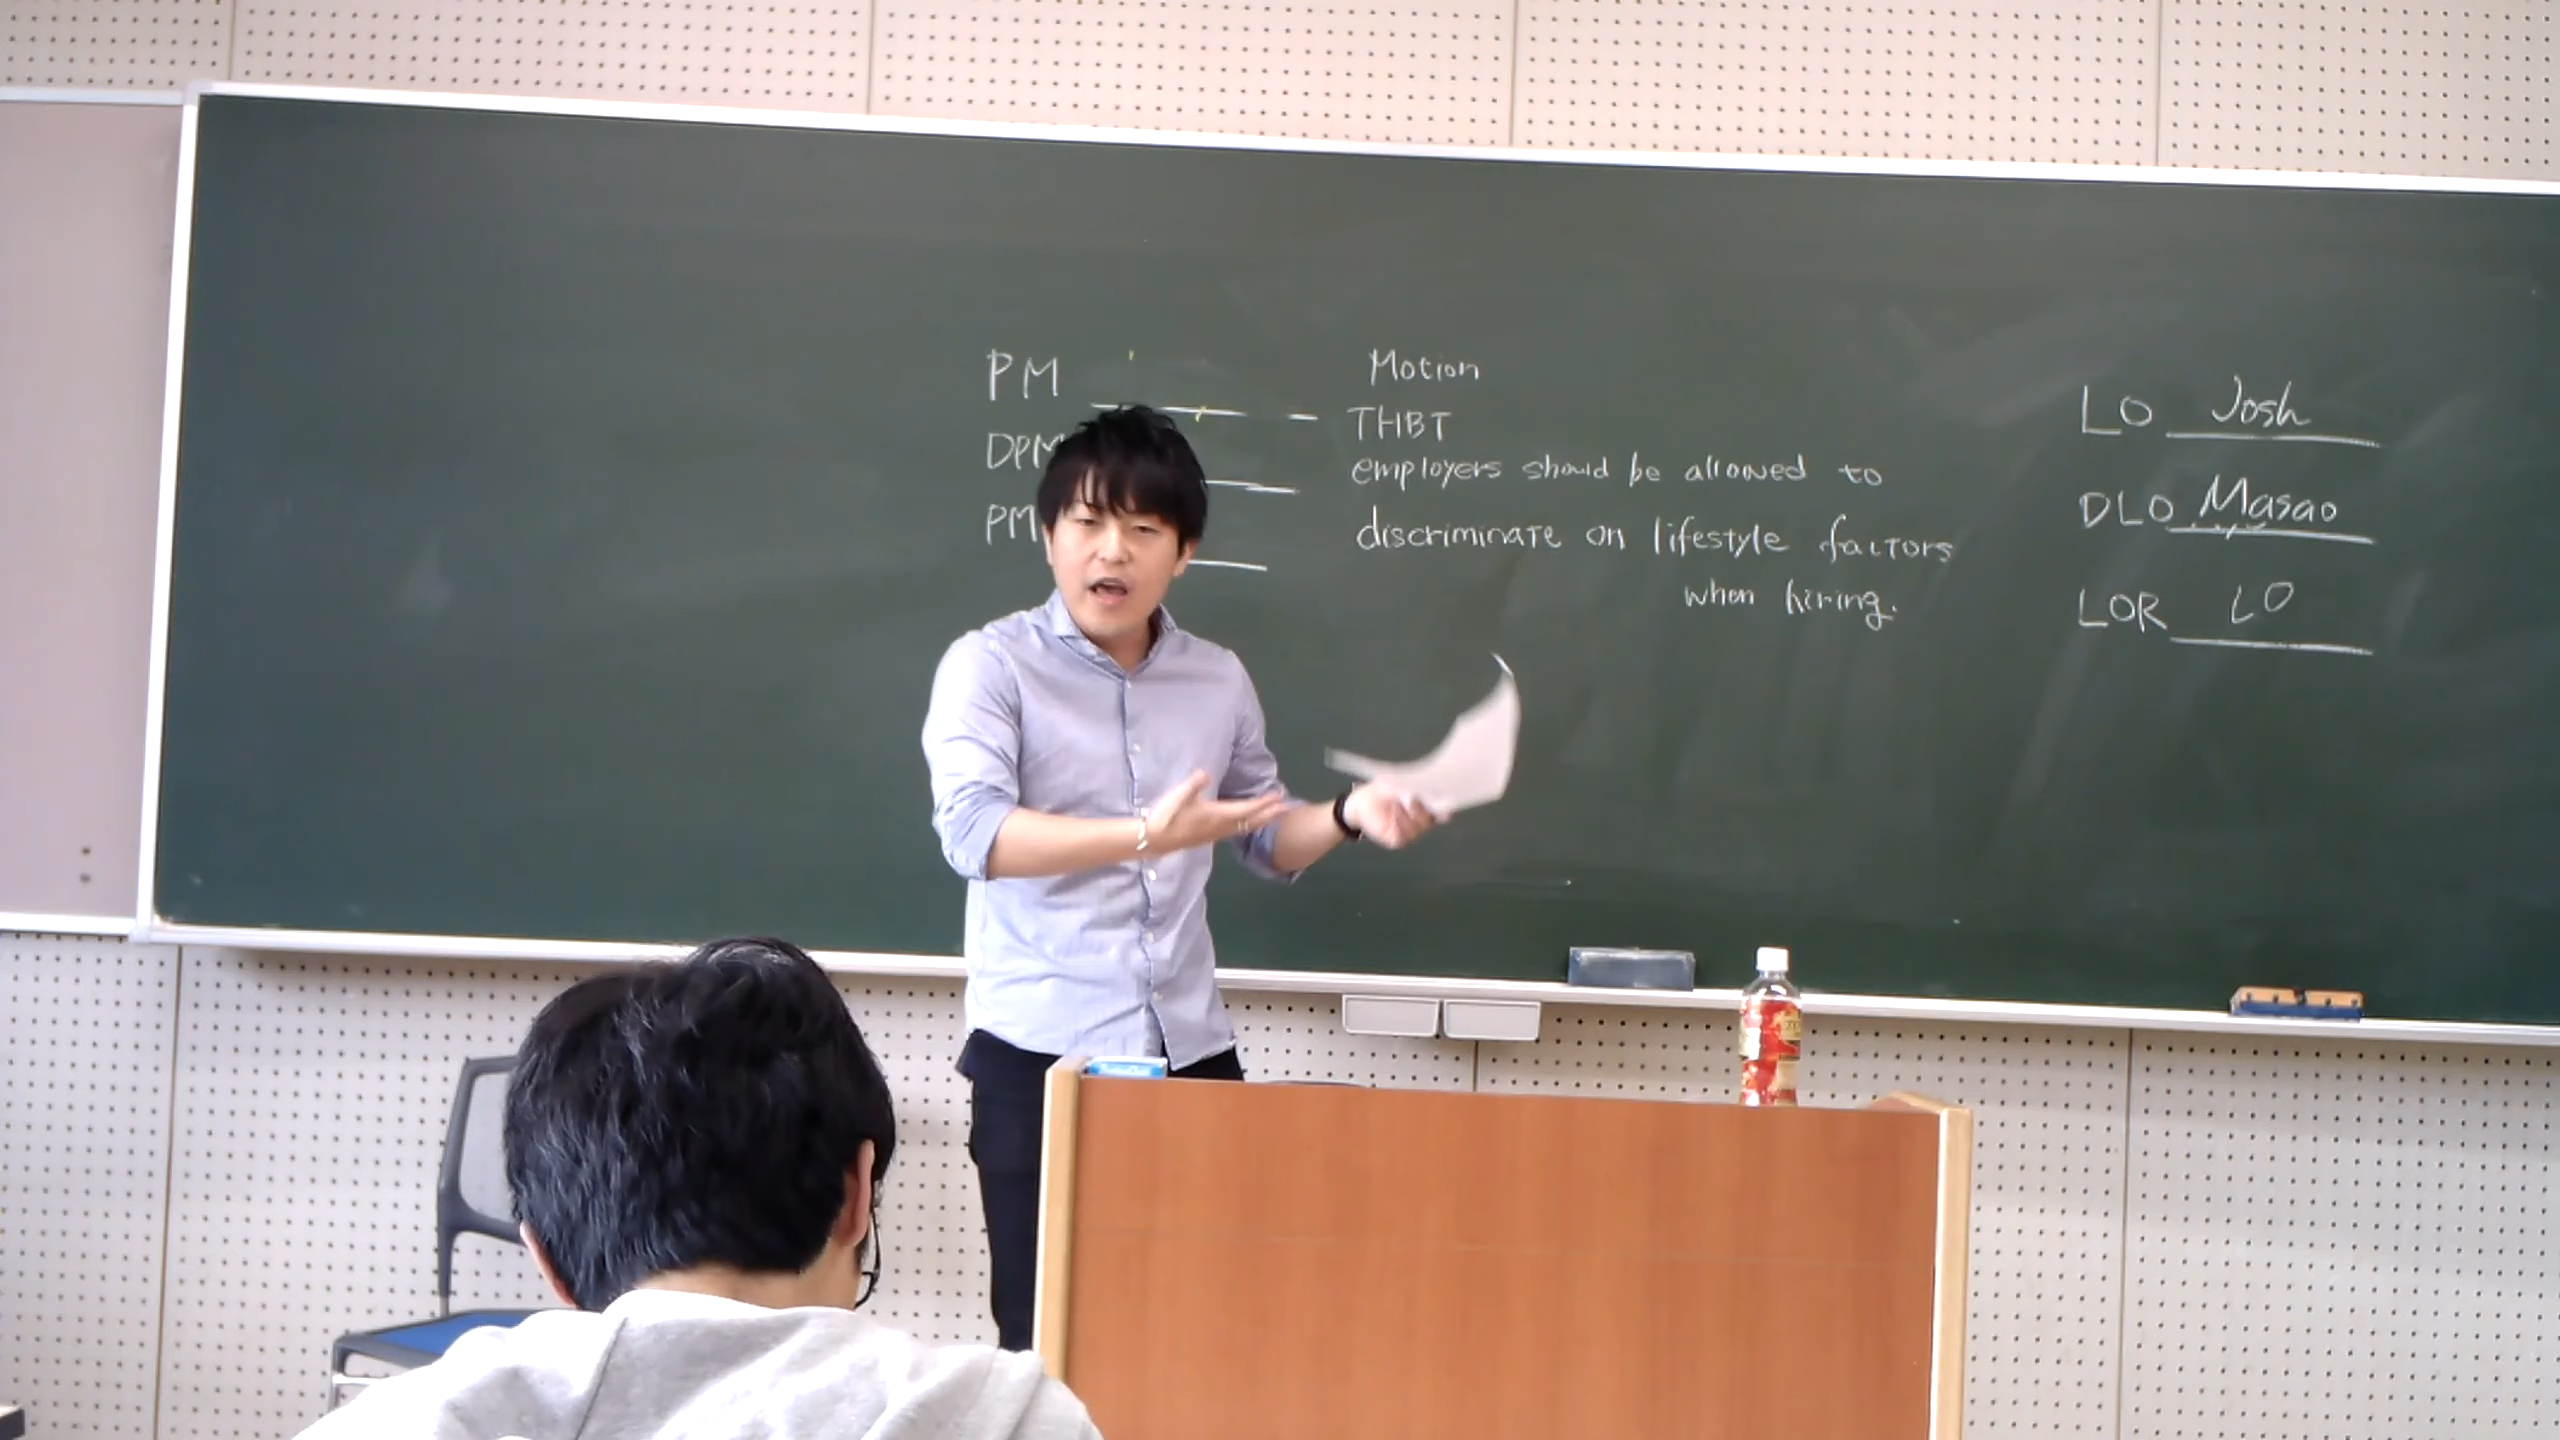 PM
DPM
PM
Motion
THBT
employers should be allowed to
discriminate on lifestyle factors
when hiring.
LO Josh
DLO Masao
LOR LO